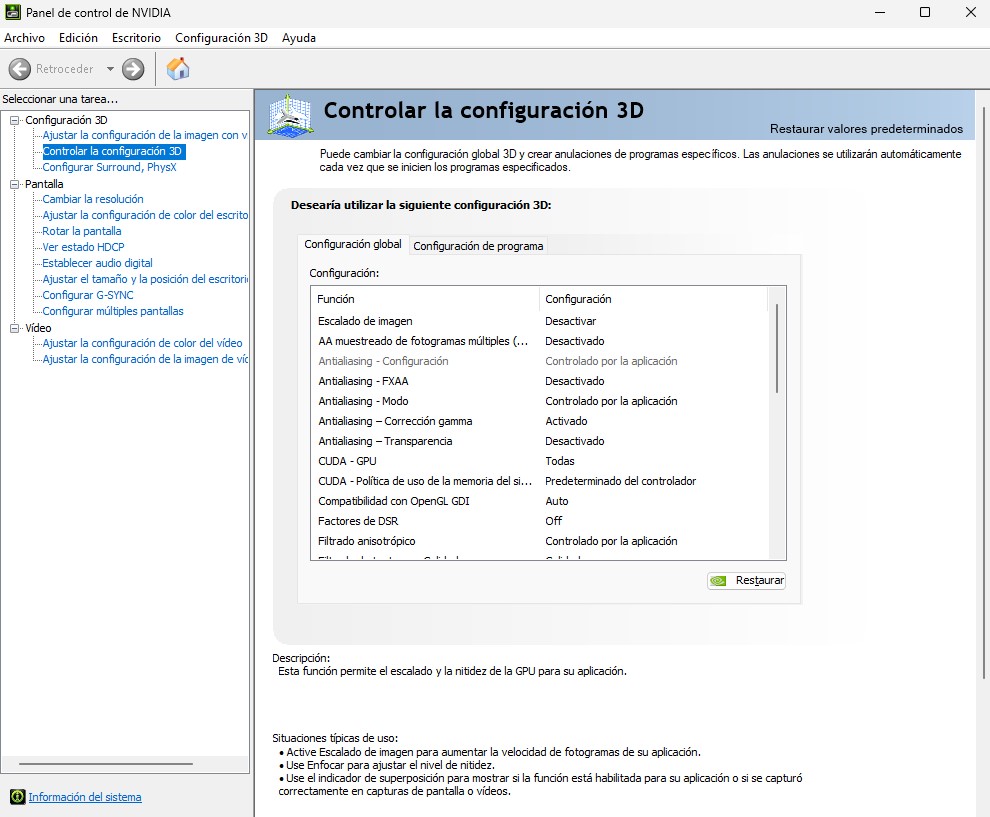 Panel de control de NVIDIA
Archivo Edición Escritorio Configuración 3D Ayuda
Retroceder
Seleccionar una tarea...
Configuración 3D
Ajustar la configuración de la imagen con v
Controlar la configuración 3D
Configurar Surround, PhysX
Pantalla
Cambiar la resolución
Ajustar la configuración de color del escrito
Rotar la pantalla
Ver estado HDCP
Establecer audio digital
Ajustar el tamaño y la posición del escritori
Configurar G-SYNC
Configurar múltiples pantallas
Vídeo
Ajustar la configuración de color del vídeo
Ajustar la configuración de la imagen de víd
Información del sistema
Controlar la configuración 3D
Restaurar valores predeterminados
Puede cambiar la configuración global 3D y crear anulaciones de programas específicos. Las anulaciones se utilizarán automáticamente
cada vez que se inicien los programas especificados.
Desearía utilizar la siguiente configuración 3D:
Configuración global Configuración de programa
Configuración:
Función Configuración
Escalado de imagen Desactivar
AA muestreado de fotogramas múltiples (... Desactivado
Antialiasing - Configuración Controlado por la aplicación
Antialiasing - FXAA Desactivado
Antialiasing - Modo Controlado por la aplicación
Antialiasing – Corrección gamma Activado
Antialiasing – Transparencia Desactivado
CUDA - GPU Todas
CUDA - Política de uso de la memoria del si... Predeterminado del controlador
Compatibilidad con OpenGL GDI Auto
Factores de DSR Off
Filtrado anisotrópico Controlado por la aplicación
Restaurar
Descripción:
Esta función permite el escalado y la nitidez de la GPU para su aplicación.
Situaciones típicas de uso:
• Active Escalado de imagen para aumentar la velocidad de fotogramas de su aplicación.
• Use Enfocar para ajustar el nivel de nitidez.
• Use el indicador de superposición para mostrar si la función está habilitada para su aplicación o si se capturó
correctamente en capturas de pantalla o vídeos.